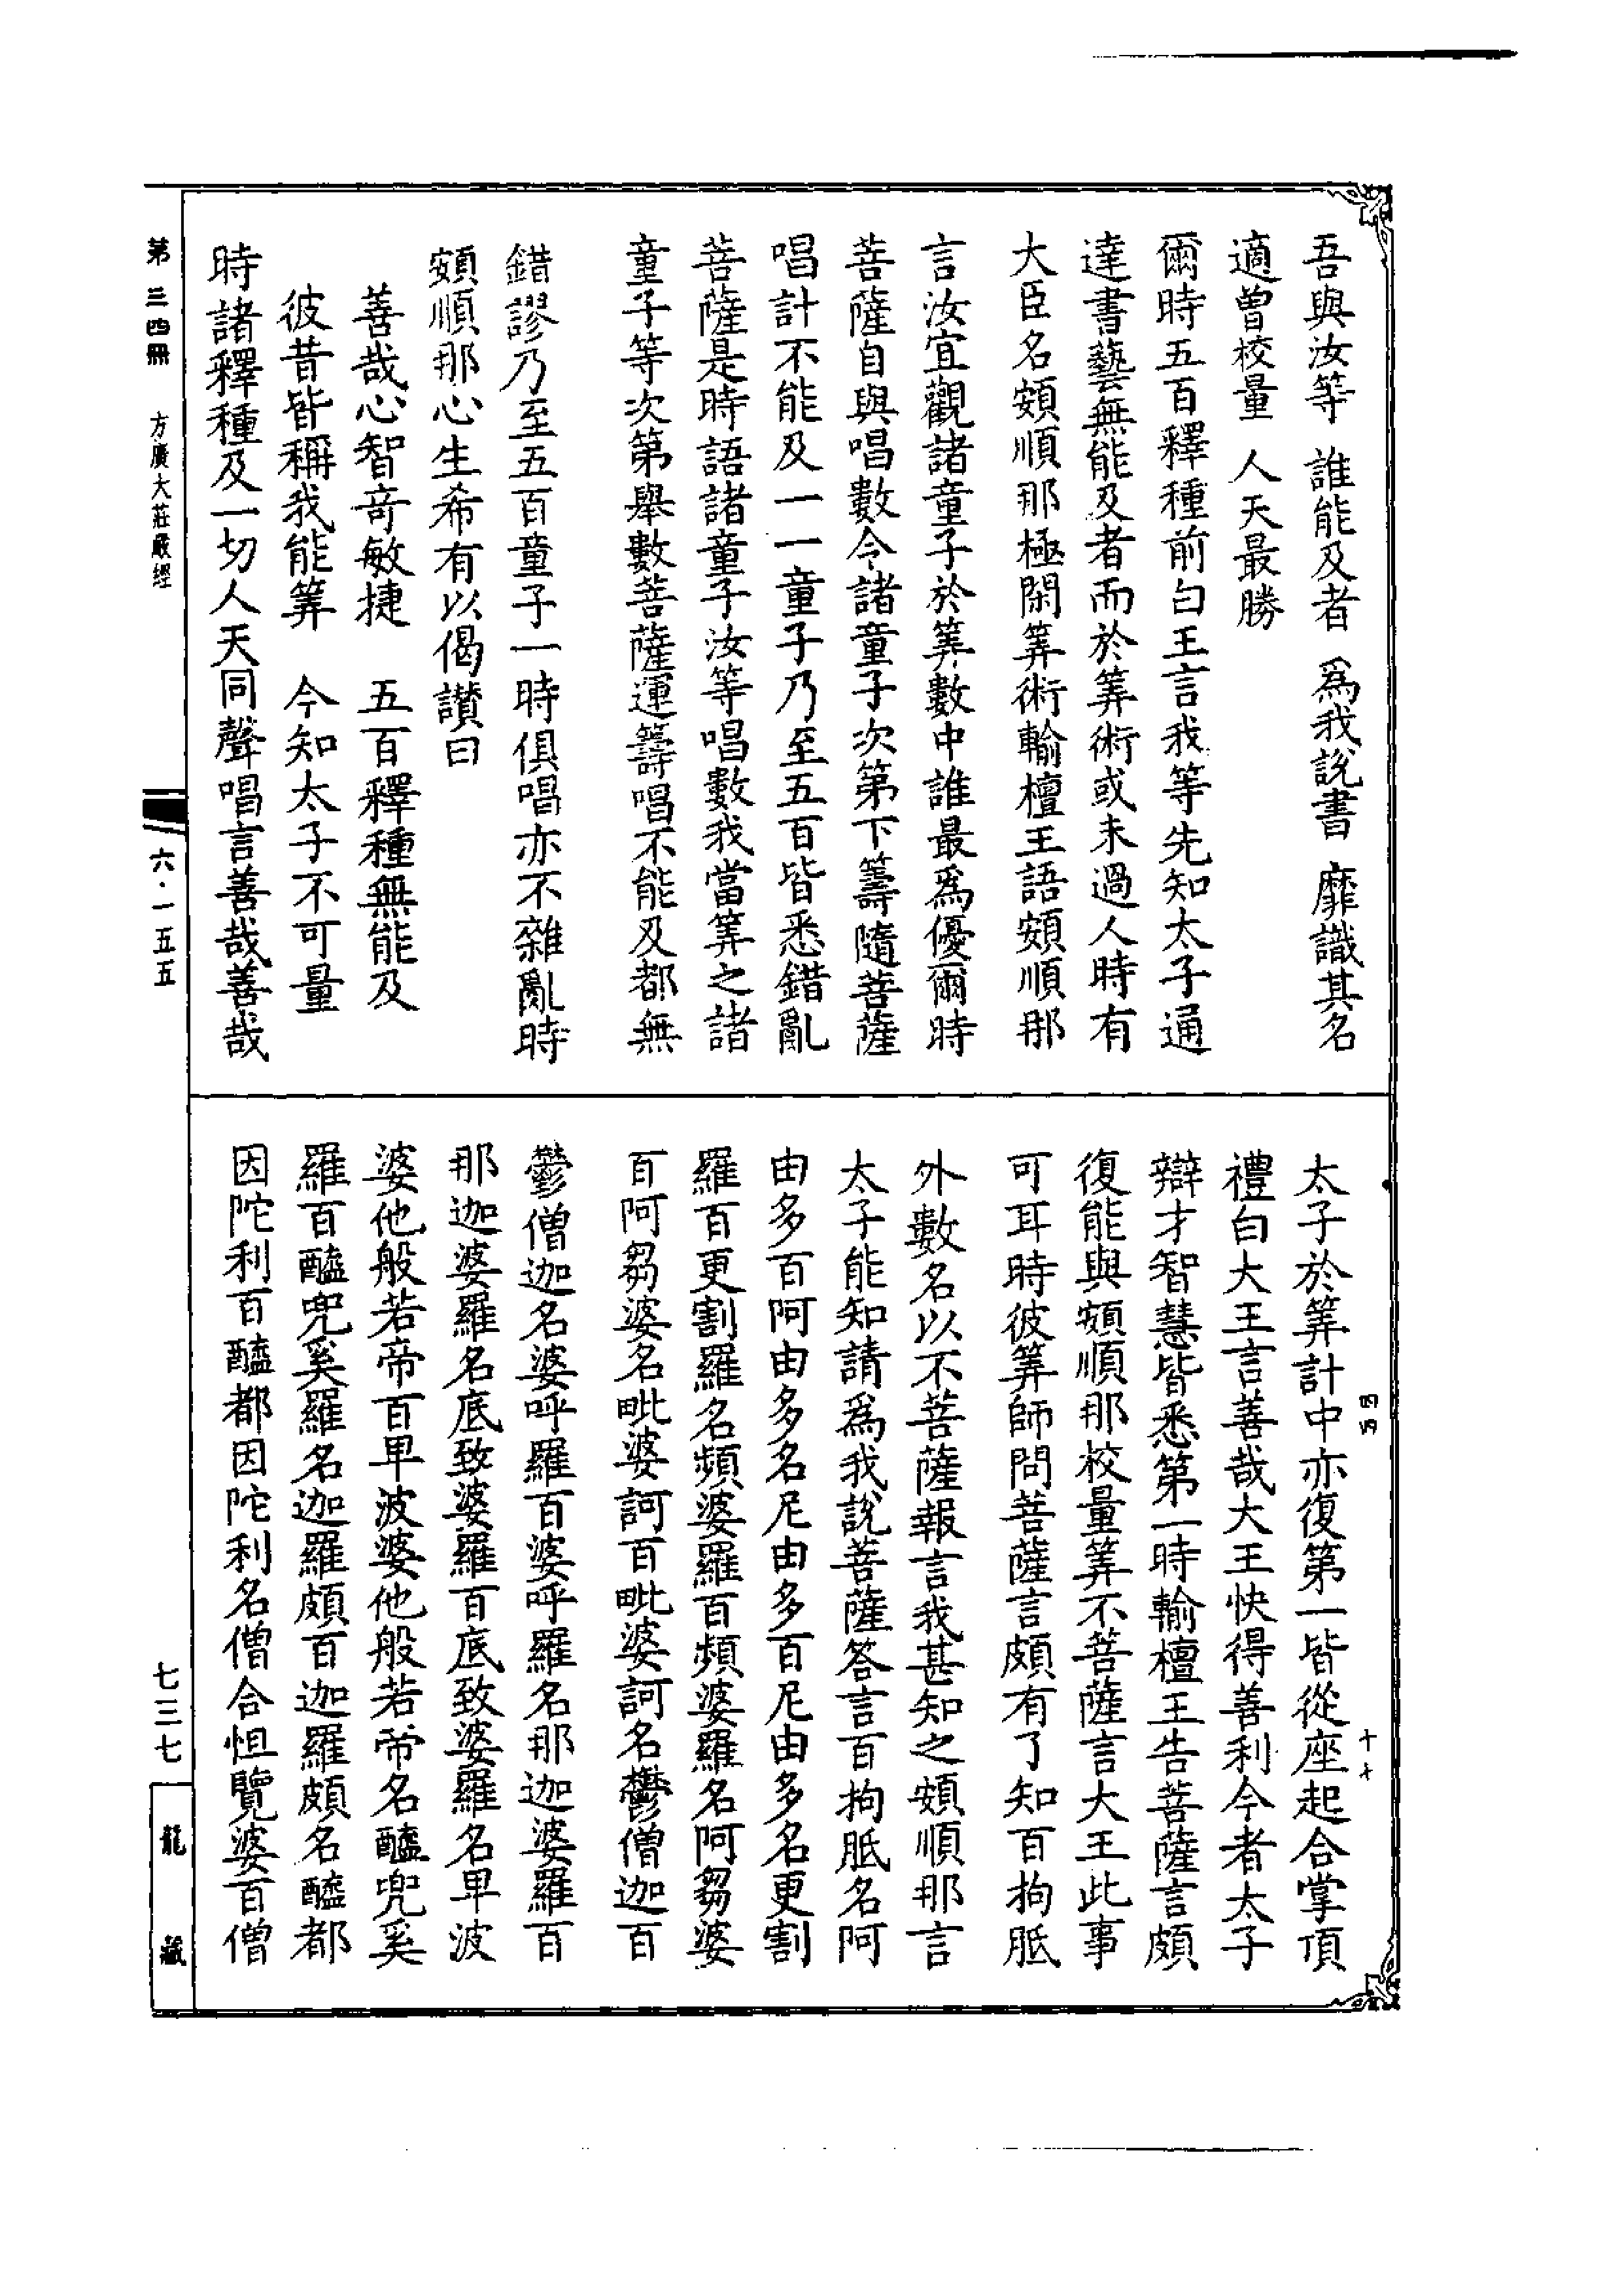 吾與汝等 誰能及者 爲我說書 靡識其名
適曾校量 人天最勝
爾時五百釋種前白王言我等先知太子通
達書藝無能及者而於筭術或未過人時有
大臣名頞順那極閑筭術輸檀王語頞順那
言汝宜觀諸童子於筭數中誰最爲優爾時
菩薩自與唱數令諸童子次第下籌隨菩薩
唱計不能及一一童子乃至五百皆悉錯亂
菩薩是時語諸童子汝等唱數我當筭之諸
童子等次第舉數菩薩運籌唱不能及都無
錯謬乃至五百童子一時俱唱亦不雜亂時
頞順那心生希有以偈讃曰
善哉心智奇敏捷 五百釋種無能及
彼昔皆稱我能筭 今知太子不可量
時諸釋種及一切人天同聲唱言善哉善哉
太子於筭計中亦復第一皆從座起合掌頂
禮白大王言善哉大王快得善利今者太子
辯才智慧皆悉第一時輸檀王告菩薩言頗
復能與頞順那校量筭不菩薩言大王此事
可耳時彼筭師問菩薩言頗有了知百拘胝
外數名以不菩薩報言我甚知之頞順那言
太子能知請爲我說菩薩答言百拘胝名阿
由多百阿由多名尼由多百尼由多名更割
羅百更割羅名頻婆羅百頻婆羅名阿芻婆
百阿芻婆名毗婆訶百毗婆訶名鬱僧迦百
鬱僧迦名婆呼羅百婆呼羅名那迦婆羅百
那迦婆羅名底致婆羅百底致婆羅名卑波
婆他般若帝百卑波婆他般若帝名醯兜奚
羅百醯兜奚羅名迦羅頗百迦羅頗名醯都
因陀利百醯都因陀利名僧合怛覽婆百僧
四四
十七
第三四冊 方廣大莊嚴經
六·一五五
七三七
龍藏